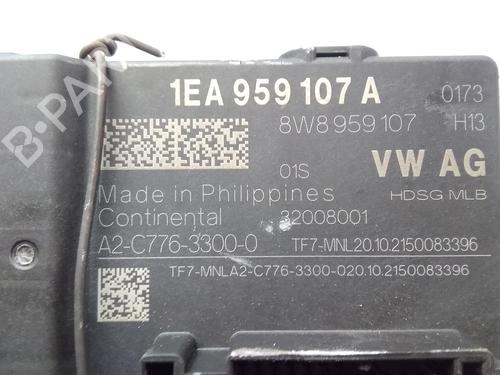 1EA 959 107 A 0173
8W8 959 107 H13
01S VW AG
Made in Philippines HDSG MLB
Continental 32008001
A2-C776-3300-0 TF7-MNL20.10.2150083396
TF7-MNLA2-C776-3300-020.10.2150083396
B-PARTS